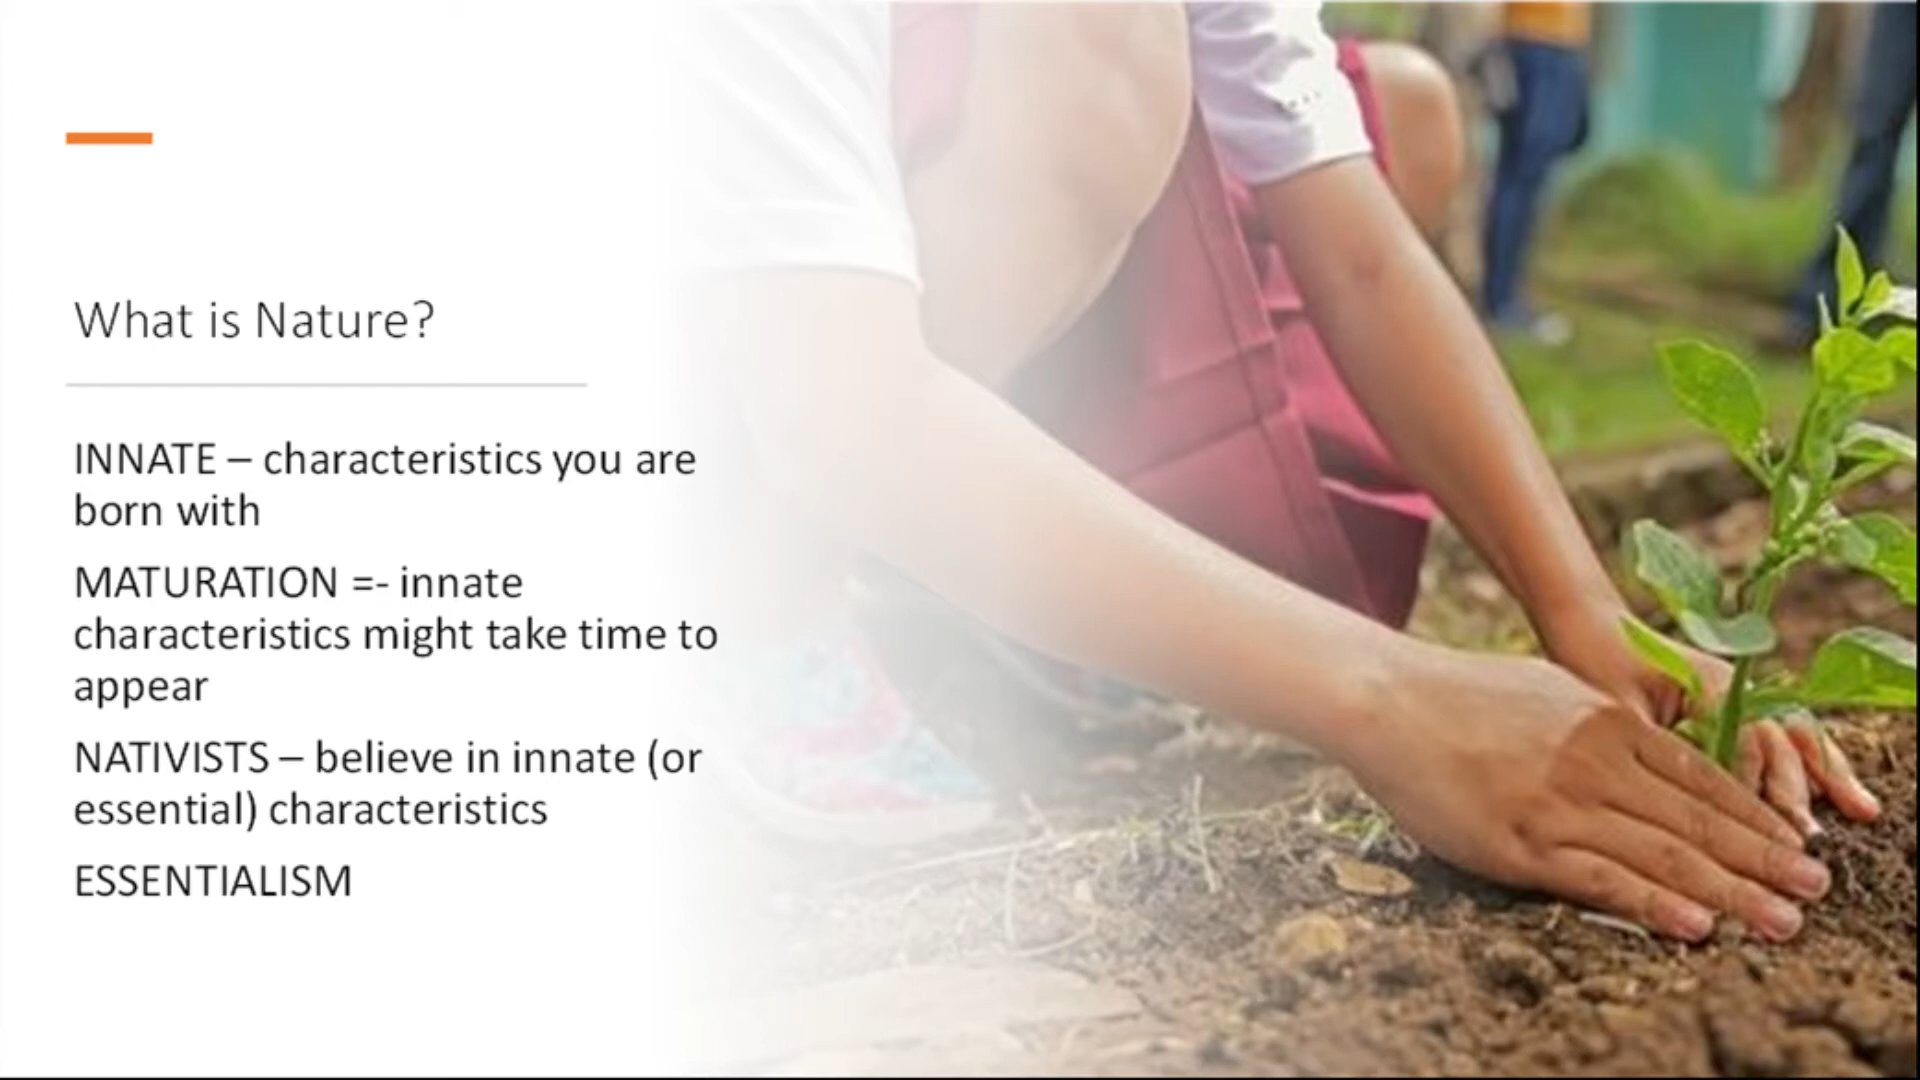 What is Nature?
INNATE – characteristics you are
born with
MATURATION =- innate
characteristics might take time to
appear
NATIVISTS – believe in innate (or
essential) characteristics
ESSENTIALISM